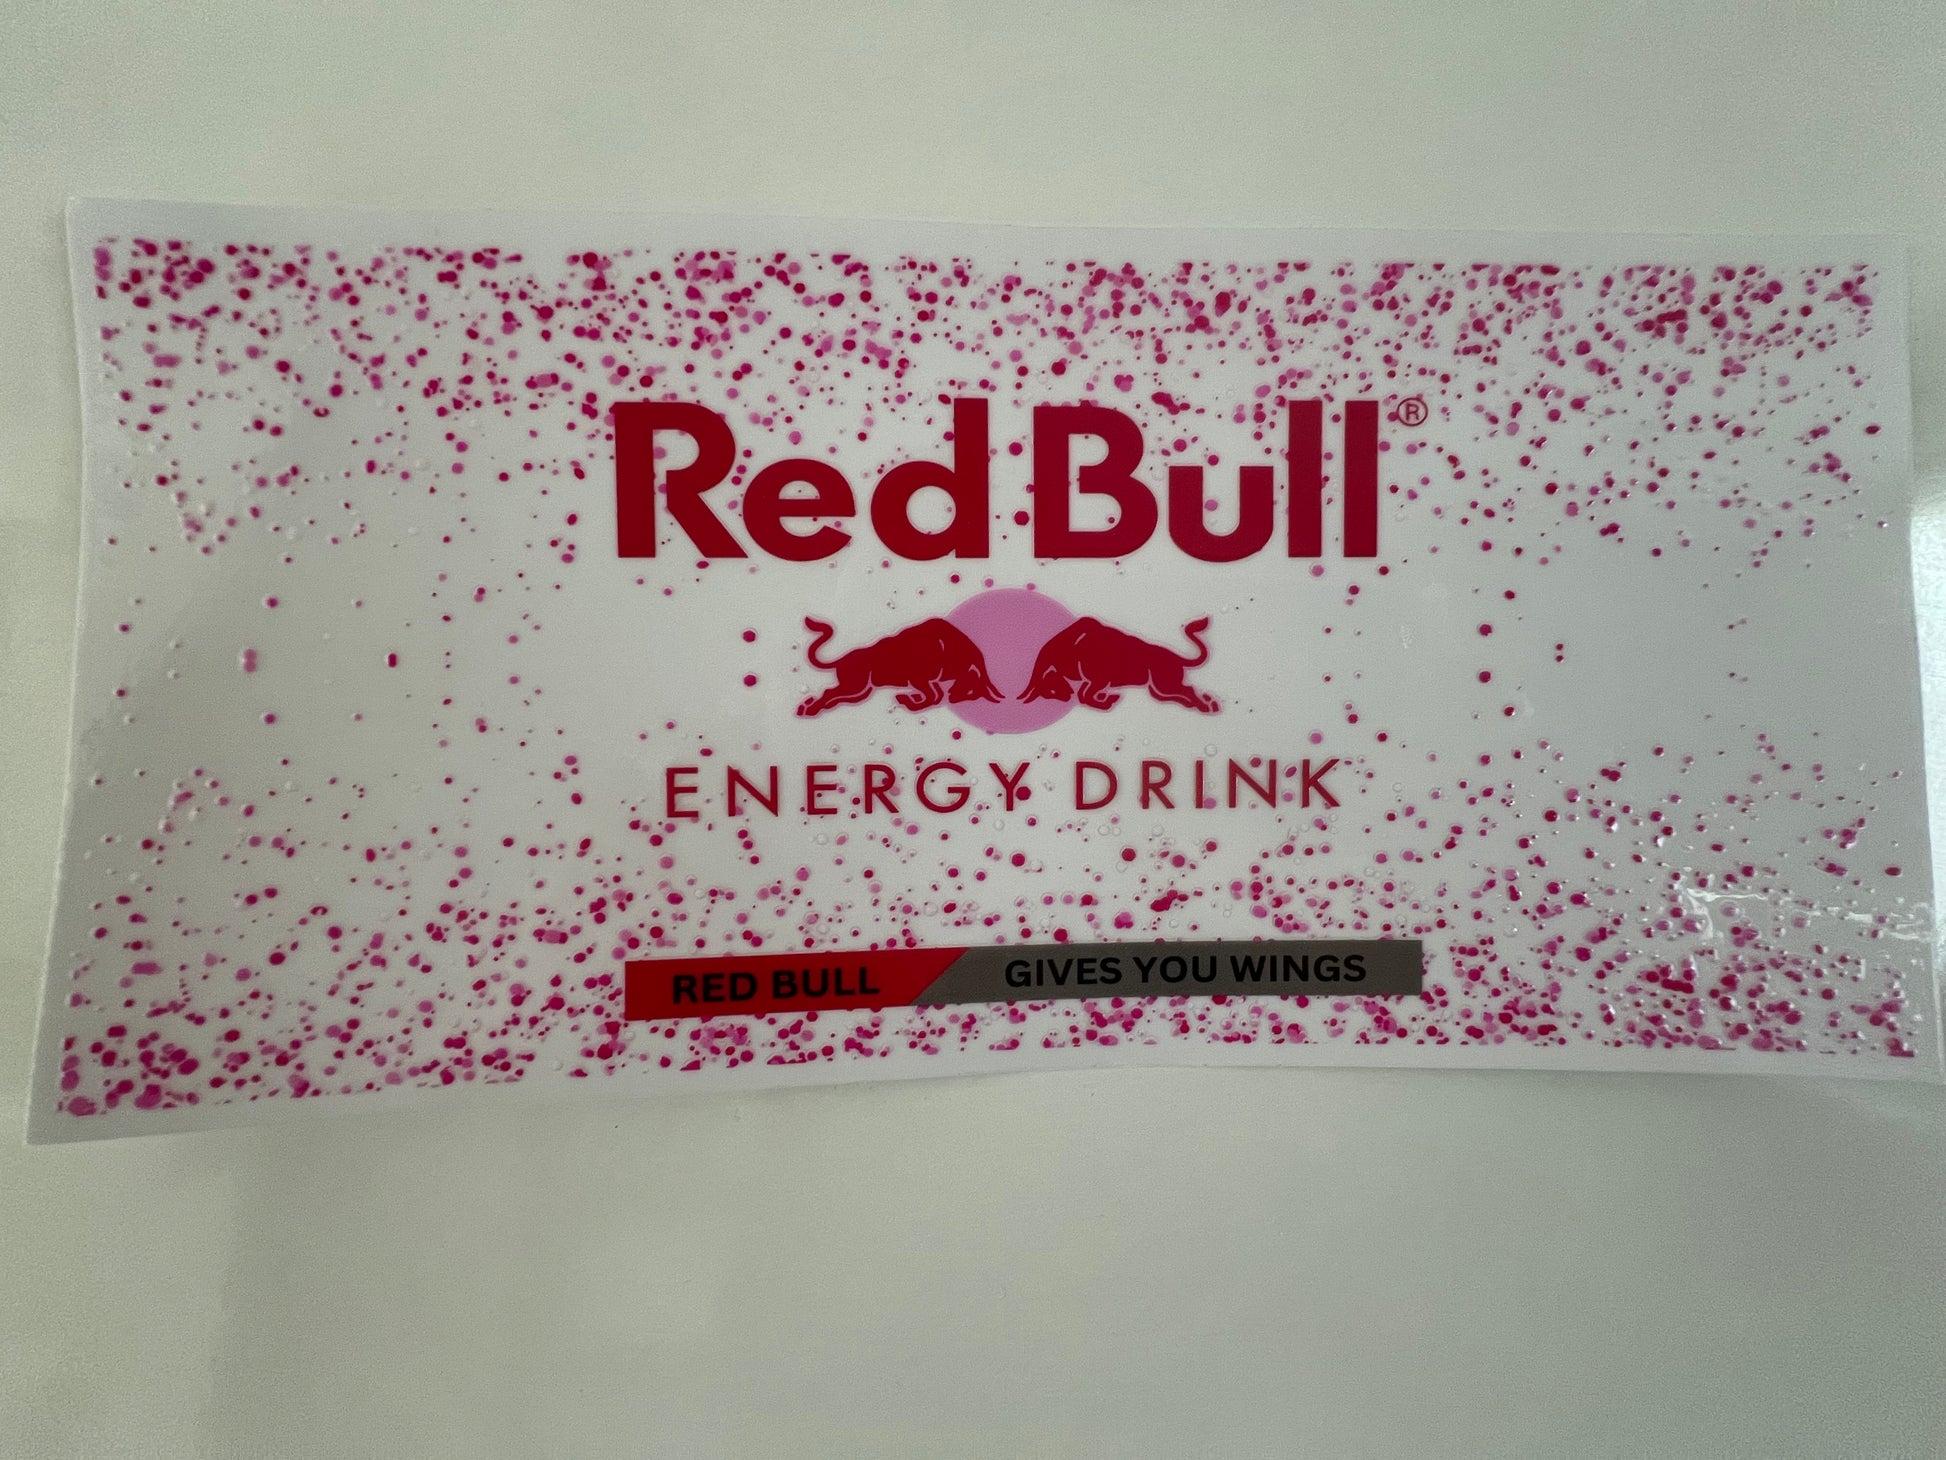 Red Bull®
ENERGY DRINK
RED BULL GIVES YOU WINGS